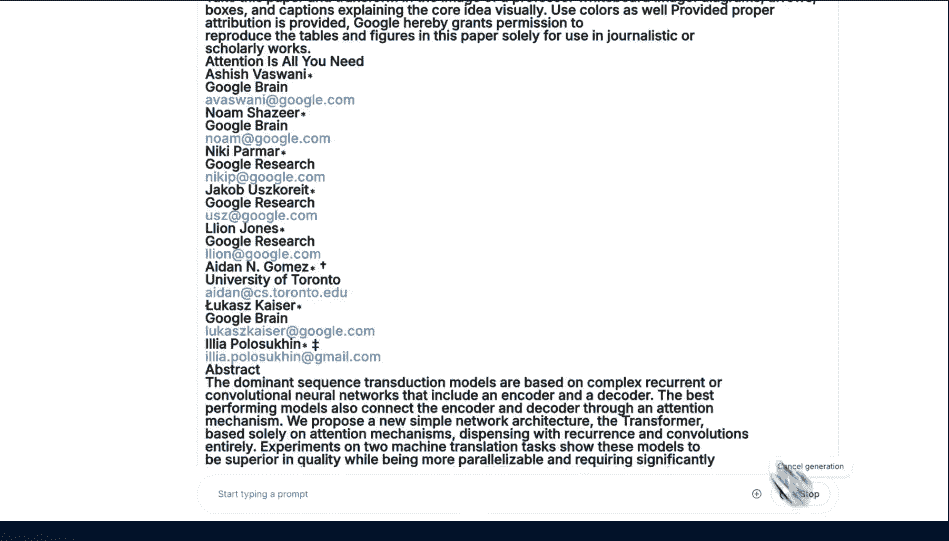 boxes, and captions explaining the core idea visually. Use colors as well Provided proper
attribution is provided, Google hereby grants permission to
reproduce the tables and figures in this paper solely for use in journalistic or
scholarly works.
Attention Is All You Need
Ashish Vaswani*
Google Brain
avaswani@google.com
Noam Shazeer*
Google Brain
noam@google.com
Niki Parmar*
Google Research
nikip@google.com
Jakob Uszkoreit*
Google Research
usz@google.com
Llion Jones*
Google Research
llion@google.com
Aidan N. Gomez* †
University of Toronto
aidan@cs.toronto.edu
Łukasz Kaiser*
Google Brain
lukaszkaiser@google.com
Illia Polosukhin* ‡
illia.polosukhin@gmail.com
Abstract
The dominant sequence transduction models are based on complex recurrent or
convolutional neural networks that include an encoder and a decoder. The best
performing models also connect the encoder and decoder through an attention
mechanism. We propose a new simple network architecture, the Transformer,
based solely on attention mechanisms, dispensing with recurrence and convolutions
entirely. Experiments on two machine translation tasks show these models to
be superior in quality while being more parallelizable and requiring significantly
Cancel generation
Start typing a prompt
Stop